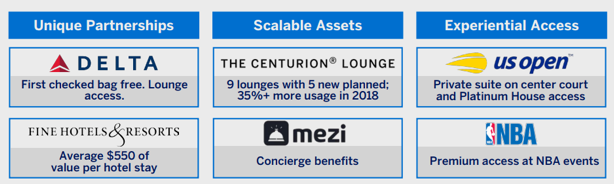 Unique Partnerships
DELTA
First checked bag free. Lounge
access.
FINE HOTELS & RESORTS
Average $550 of
value per hotel stay
Scalable Assets
THE CENTURION® LOUNGE
9 lounges with 5 new planned;
35%+ more usage in 2018
mezi
Concierge benefits
Experiential Access
us open™
Private suite on center court
and Platinum House access
NBA
Premium access at NBA events